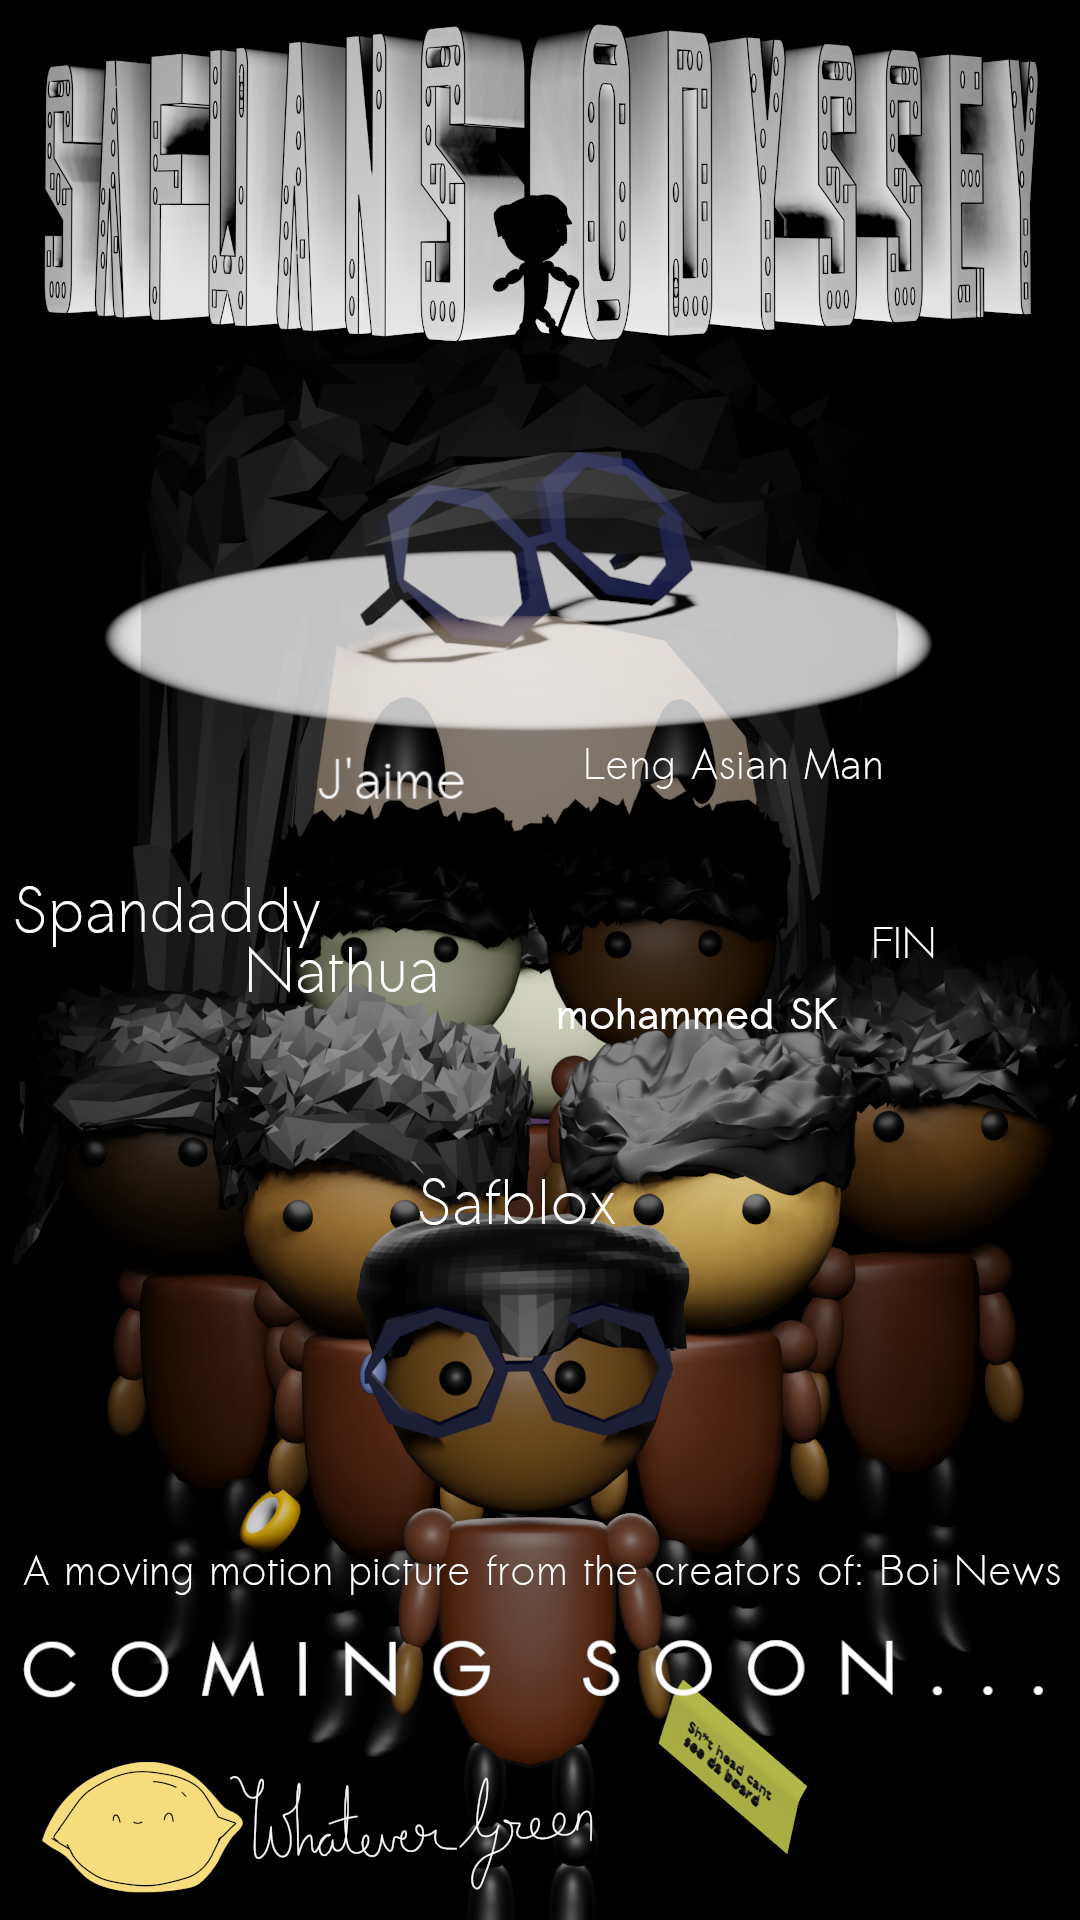 SAFWANS ODYSSEY
J'aime
Leng Asian Man
Spandaddy
Nathua
FIN
mohammed SK
Safblox
A moving motion picture from the creators of: Boi News
COMING SOON...
Sh*t head cant
see da board
Whatever Green